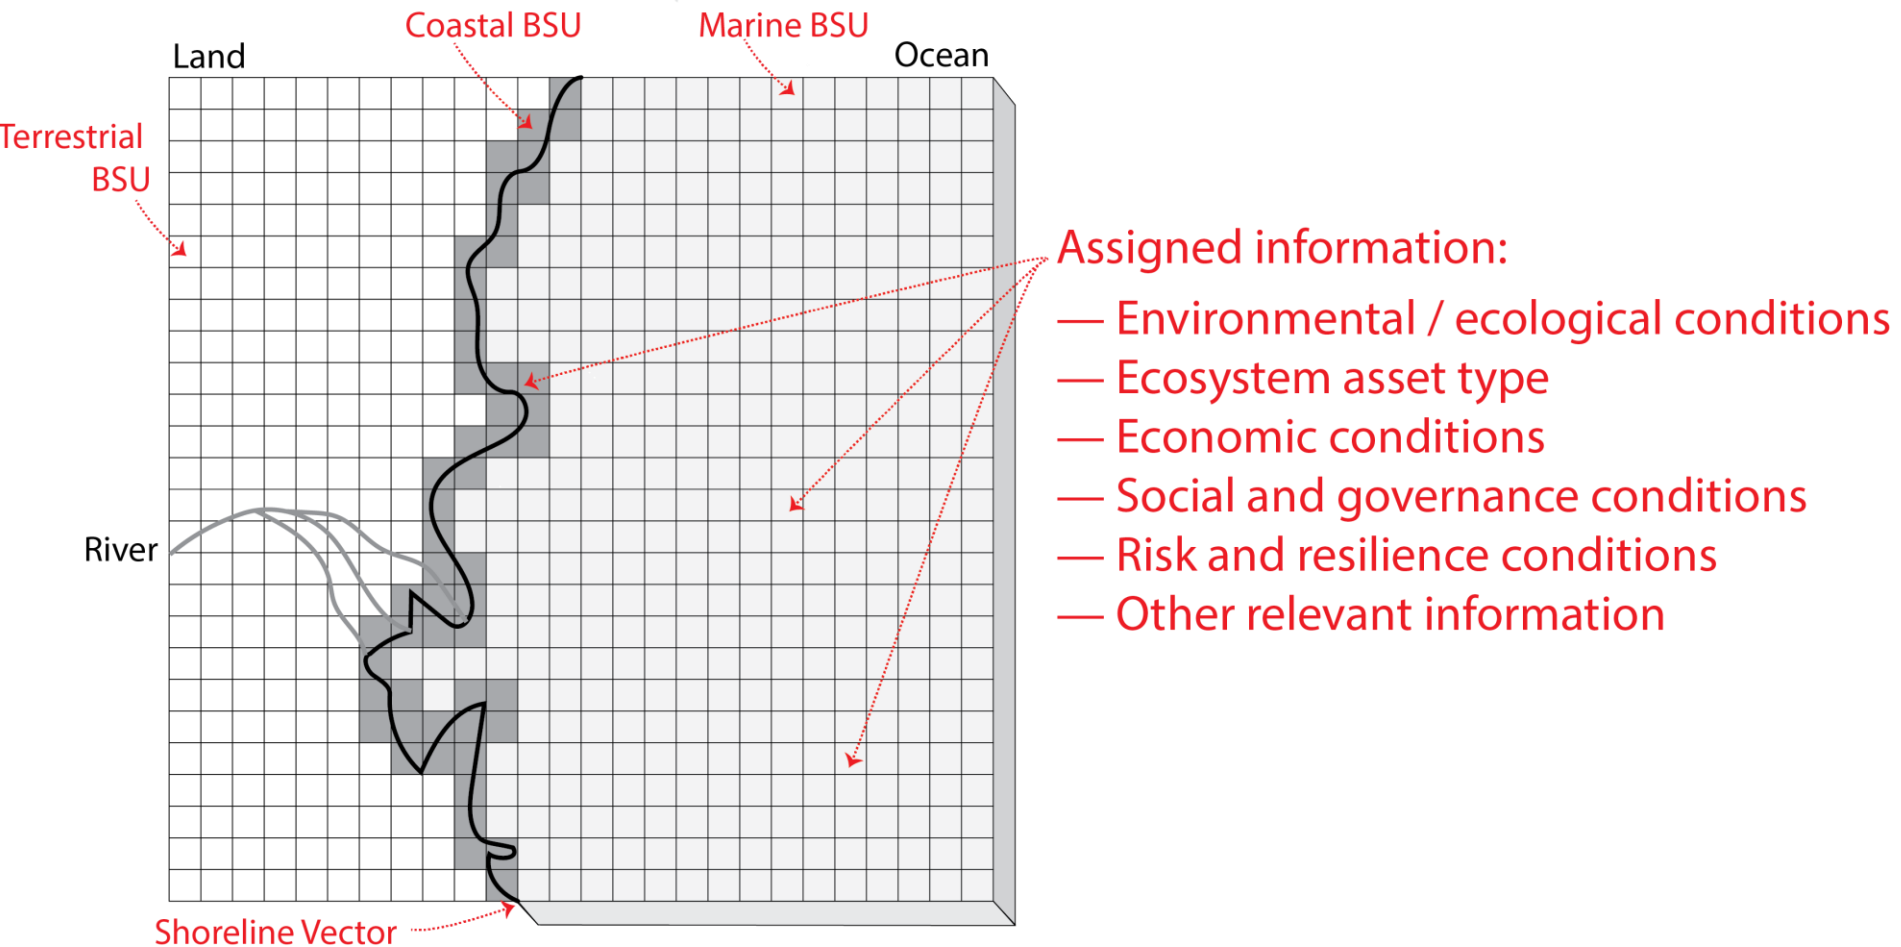 Coastal BSU
Marine BSU
Land
Ocean
Terrestrial
BSU
Assigned information:
— Environmental / ecological conditions
— Ecosystem asset type
— Economic conditions
— Social and governance conditions
— Risk and resilience conditions
— Other relevant information
River
Shoreline Vector